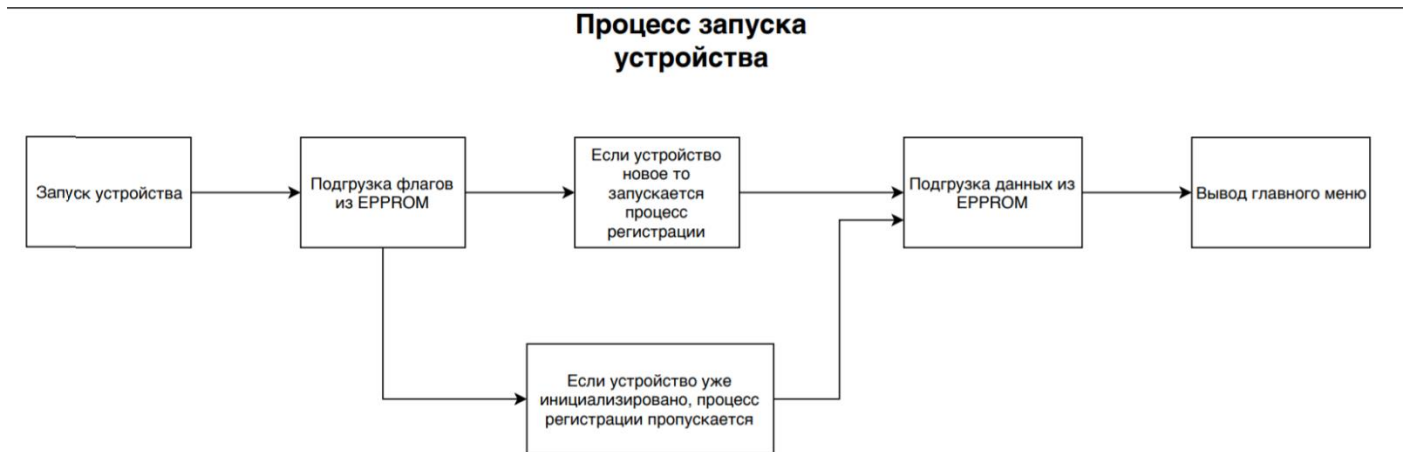 Процесс запуска
устройства
Запуск устройства
Подгрузка флагов
из EPPROM
Если устройство
новое то
запускается
процесс
регистрации
Подгрузка данных из
EPPROM
Вывод главного меню
Если устройство уже
инициализировано, процесс
регистрации пропускается